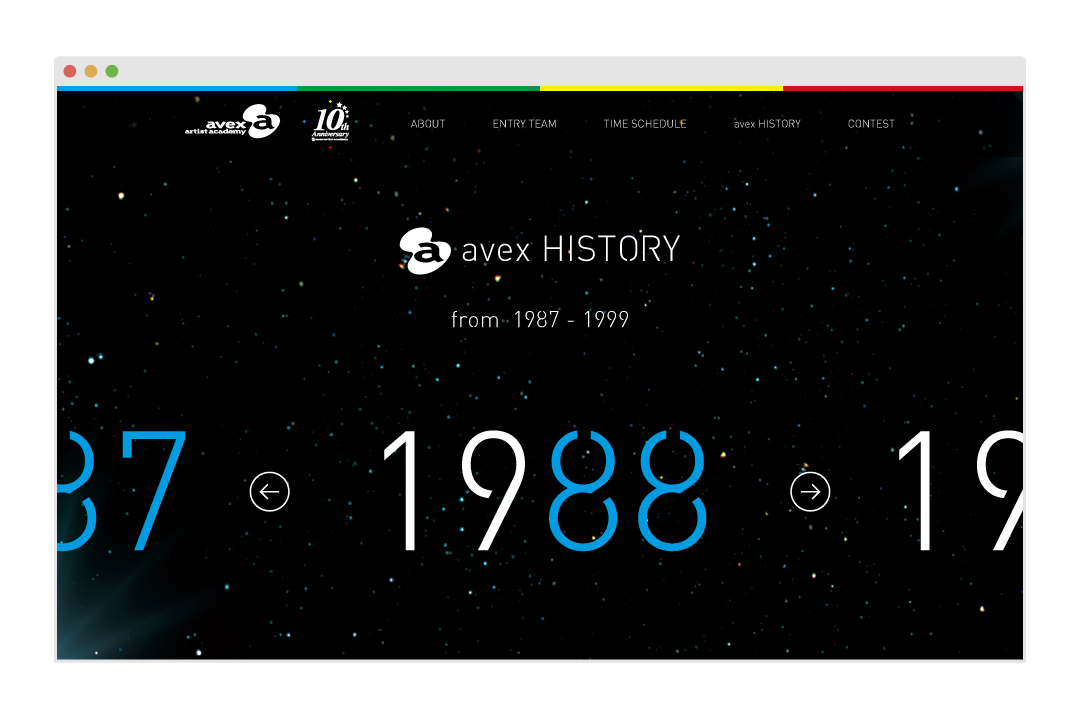 avex
artist academy
a
10th
Anniversary
ABOUT
ENTRY TEAM
TIME SCHEDULE
avex HISTORY
CONTEST
a avex HISTORY
from 1987 - 1999
87
1988
19